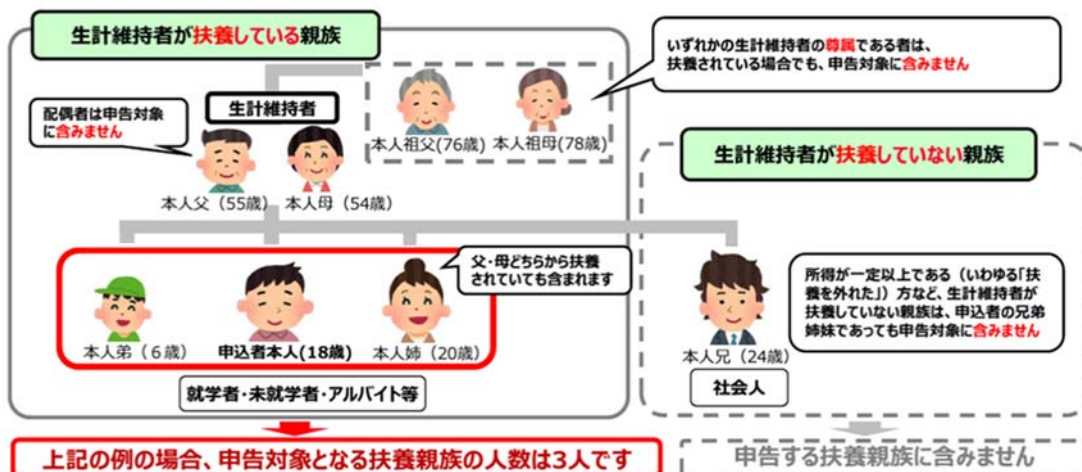 生計維持者が扶養している親族
いずれかの生計維持者の尊属である者は、
扶養されている場合でも、申告対象に含みません
配偶者は申告対象
に含みません
生計維持者
本人祖父(76歳) 本人祖母(78歳)
本人父(55歳) 本人母(54歳)
生計維持者が扶養していない親族
父・母どちらから扶養
されていても含まれます
本人弟(6歳) 申込者本人(18歳) 本人姉(20歳)
就学者・未就学者・アルバイト等
所得が一定以上である(いわゆる「扶
養を外れた」)方など、生計維持者が
扶養していない親族は、申込者の兄弟
姉妹であっても申告対象に含みません
本人兄(24歳)
社会人
上記の例の場合、申告対象となる扶養親族の人数は3人です
申告する扶養親族に含みません